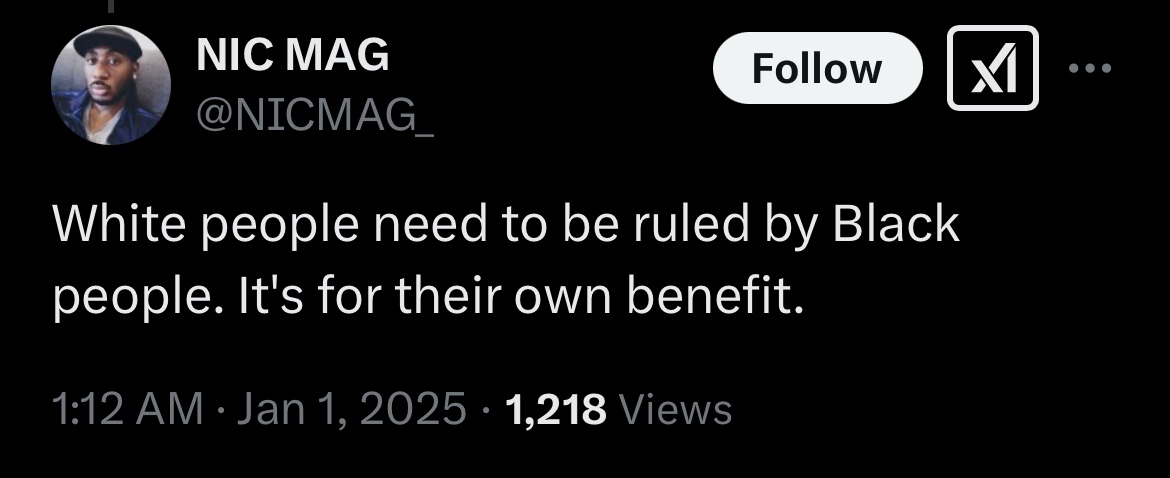 NIC MAG
@NICMAG_
Follow
White people need to be ruled by Black
people. It's for their own benefit.
1:12 AM · Jan 1, 2025 · 1,218 Views